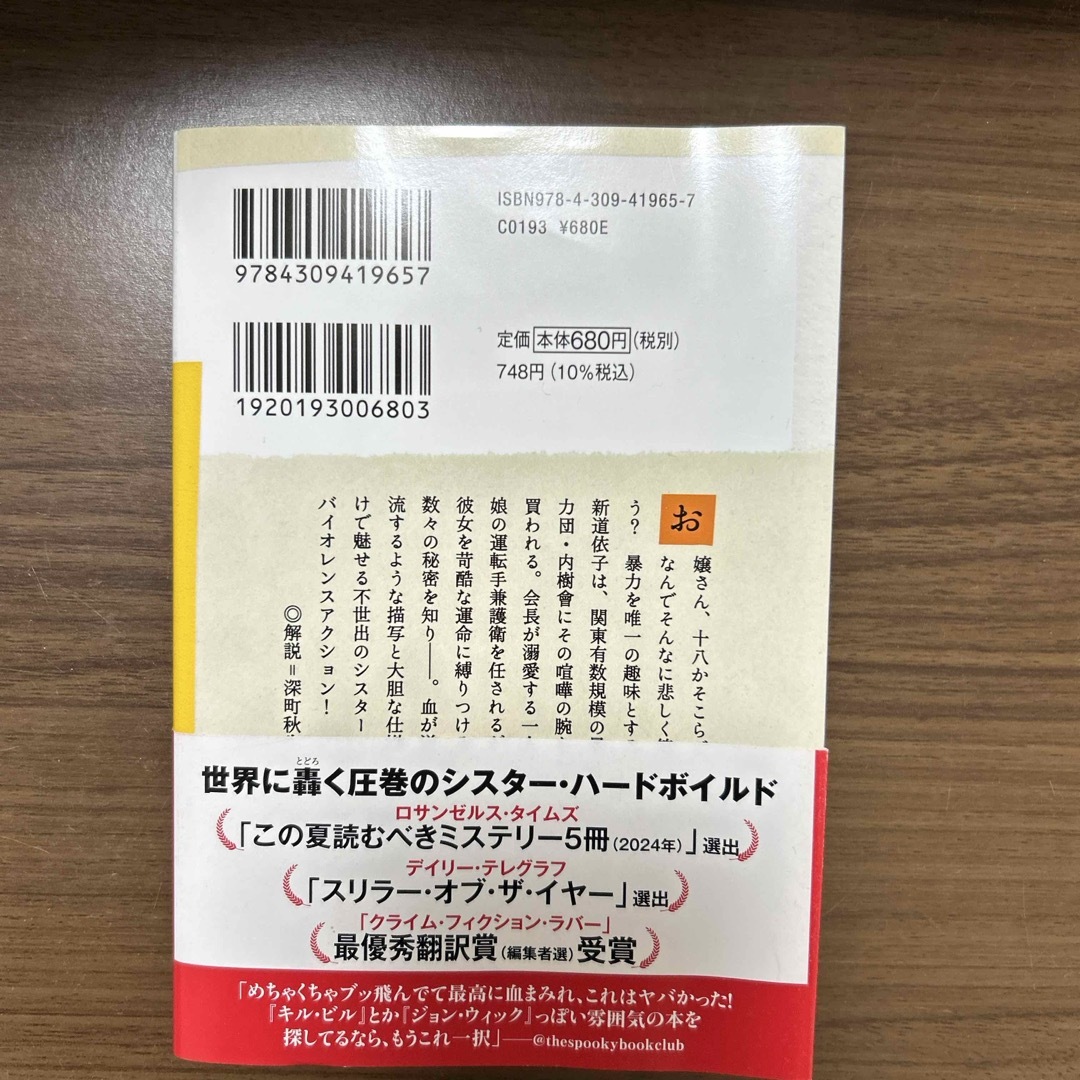 ISBN978-4-309-41965-7
C0193 ¥680E
9784309419657
定価 本体680円(税別)
748円(10%税込)
1920193006803
お嬢さん、十八かそこらで
なんでそんなに悲しく
う? 暴力を唯一の趣味とする
新道依子は、関東有数規模の
力団・内樹會にその喧嘩の腕
買われる。会長が溺愛する一
娘の運転手兼護衛を任されるが
彼女を苛酷な運命に縛りつける
数々の秘密を知り――。血が
流するような描写と大胆な仕
けで魅せる不世出のシスター
バイオレンスアクション!
◎解説=深町秋
世界に轟く圧巻のシスター・ハードボイルド
とどろ
ロサンゼルス・タイムズ
「この夏読むべきミステリー5冊(2024年)」選出
デイリー・テレグラフ
「スリラー・オブ・ザ・イヤー」選出
「クライム・フィクション・ラバー」
最優秀翻訳賞(編集者選)受賞
「めちゃくちゃブッ飛んでて最高に血まみれ、これはヤバかった!
『キル・ビル』とか『ジョン・ウィック』っぽい雰囲気の本を
探してるなら、もうこれ一択」――@thespookybookclub